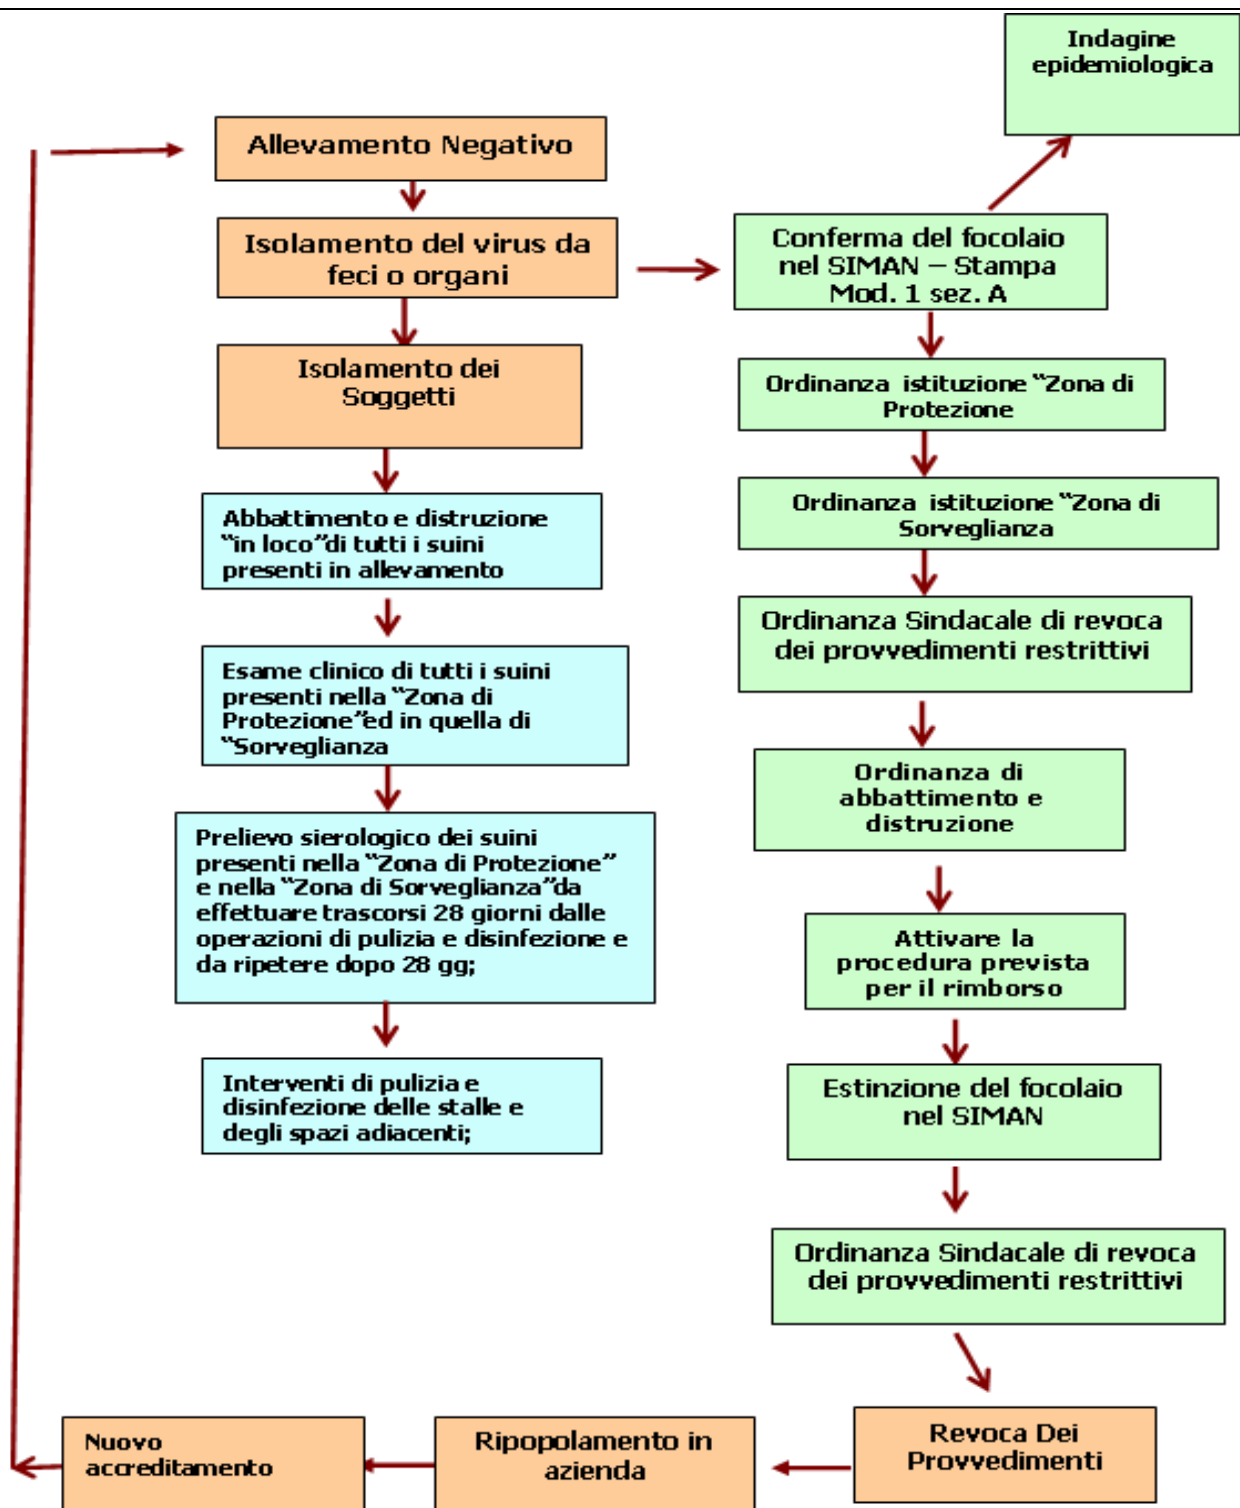 Indagine
epidemiologica
Allevamento Negativo
Isolamento del virus da
feci o organi
Conferma del focolaio
nel SIMAN – Stampa
Mod. 1 sez. A
Isolamento dei
Soggetti
Ordinanza istituzione “Zona di
Protezione
Abbattimento e distruzione
“in loco”di tutti i suini
presenti in allevamento
Ordinanza istituzione “Zona di
Sorveglianza
Ordinanza Sindacale di revoca
dei provvedimenti restrittivi
Esame clinico di tutti i suini
presenti nella “Zona di
Protezione”ed in quella di
“Sorveglianza
Ordinanza di
abbattimento e
distruzione
Prelievo sierologico dei suini
presenti nella “Zona di Protezione”
e nella “Zona di Sorveglianza”da
effettuare trascorsi 28 giorni dalle
operazioni di pulizia e disinfezione e
da ripetere dopo 28 gg;
Attivare la
procedura prevista
per il rimborso
Interventi di pulizia e
disinfezione delle stalle e
degli spazi adiacenti;
Estinzione del focolaio
nel SIMAN
Ordinanza Sindacale di revoca
dei provvedimenti restrittivi
Revoca Dei
Provvedimenti
Ripopolamento in
azienda
Nuovo
accreditamento